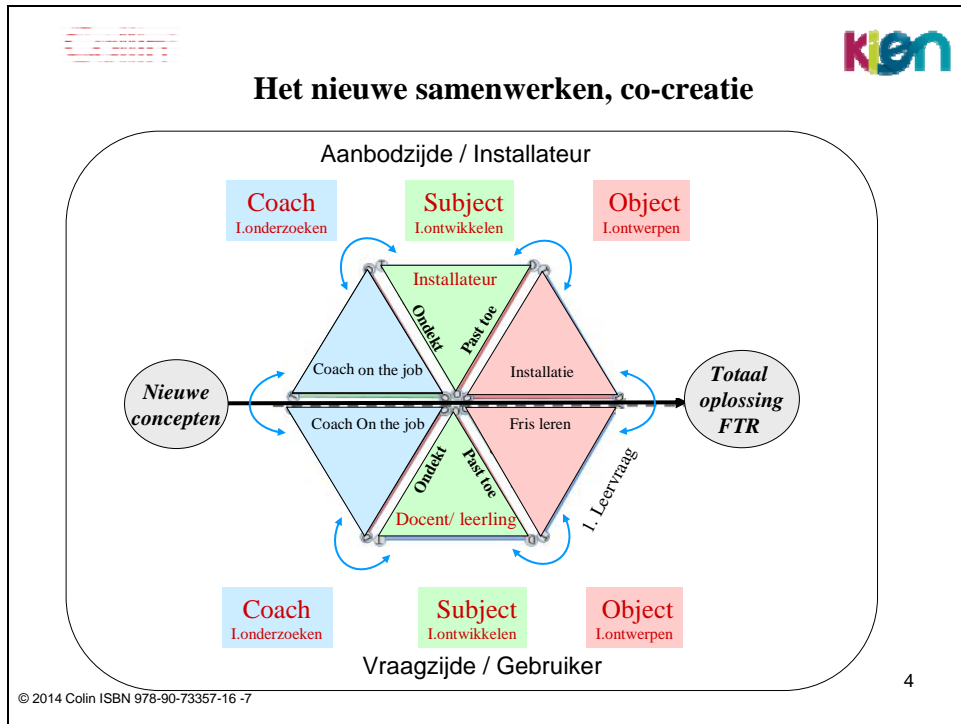 Colin
Kien
Het nieuwe samenwerken, co-creatie
Aanbodzijde / Installateur
Coach
I.onderzoeken
Subject
I.ontwikkelen
Object
I.ontwerpen
Installateur
Ondekt
Past toe
Coach on the job
Installatie
Nieuwe
concepten
Totaal
oplossing
FTR
Coach On the job
Fris leren
Ondekt
Past toe
Docent/ leerling
1. Leervraag
Coach
I.onderzoeken
Subject
I.ontwikkelen
Object
I.ontwerpen
Vraagzijde / Gebruiker
4
© 2014 Colin ISBN 978-90-73357-16 -7